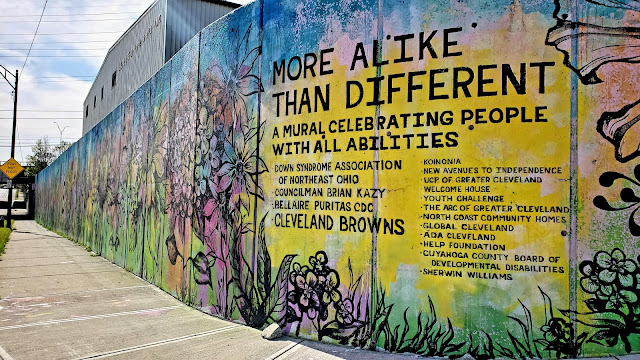 MORE ALIKE
THAN DIFFERENT
A MURAL CELEBRATING PEOPLE
WITH ALL ABILITIES
DOWN SYNDROME ASSOCIATION
OF NORTHEAST OHIO
·COUNCILMAN BRIAN KAZY
·BELLAIRE PURITAS CDC
·CLEVELAND BROWNS
·KOINONIA
·NEW AVENUES TO INDEPENDENCE
·UCP OF GREATER CLEVELAND
WELCOME HOUSE
·YOUTH CHALLENGE
·THE ARC OF GREATER CLEVELAND
·NORTH COAST COMMUNITY HOMES
·GLOBAL CLEVELAND
·ADA CLEVELAND
·HELP FOUNDATION
·CUYAHOGA COUNTY BOARD OF
DEVELOPMENTAL DISABILITIES
·SHERWIN WILLIAMS